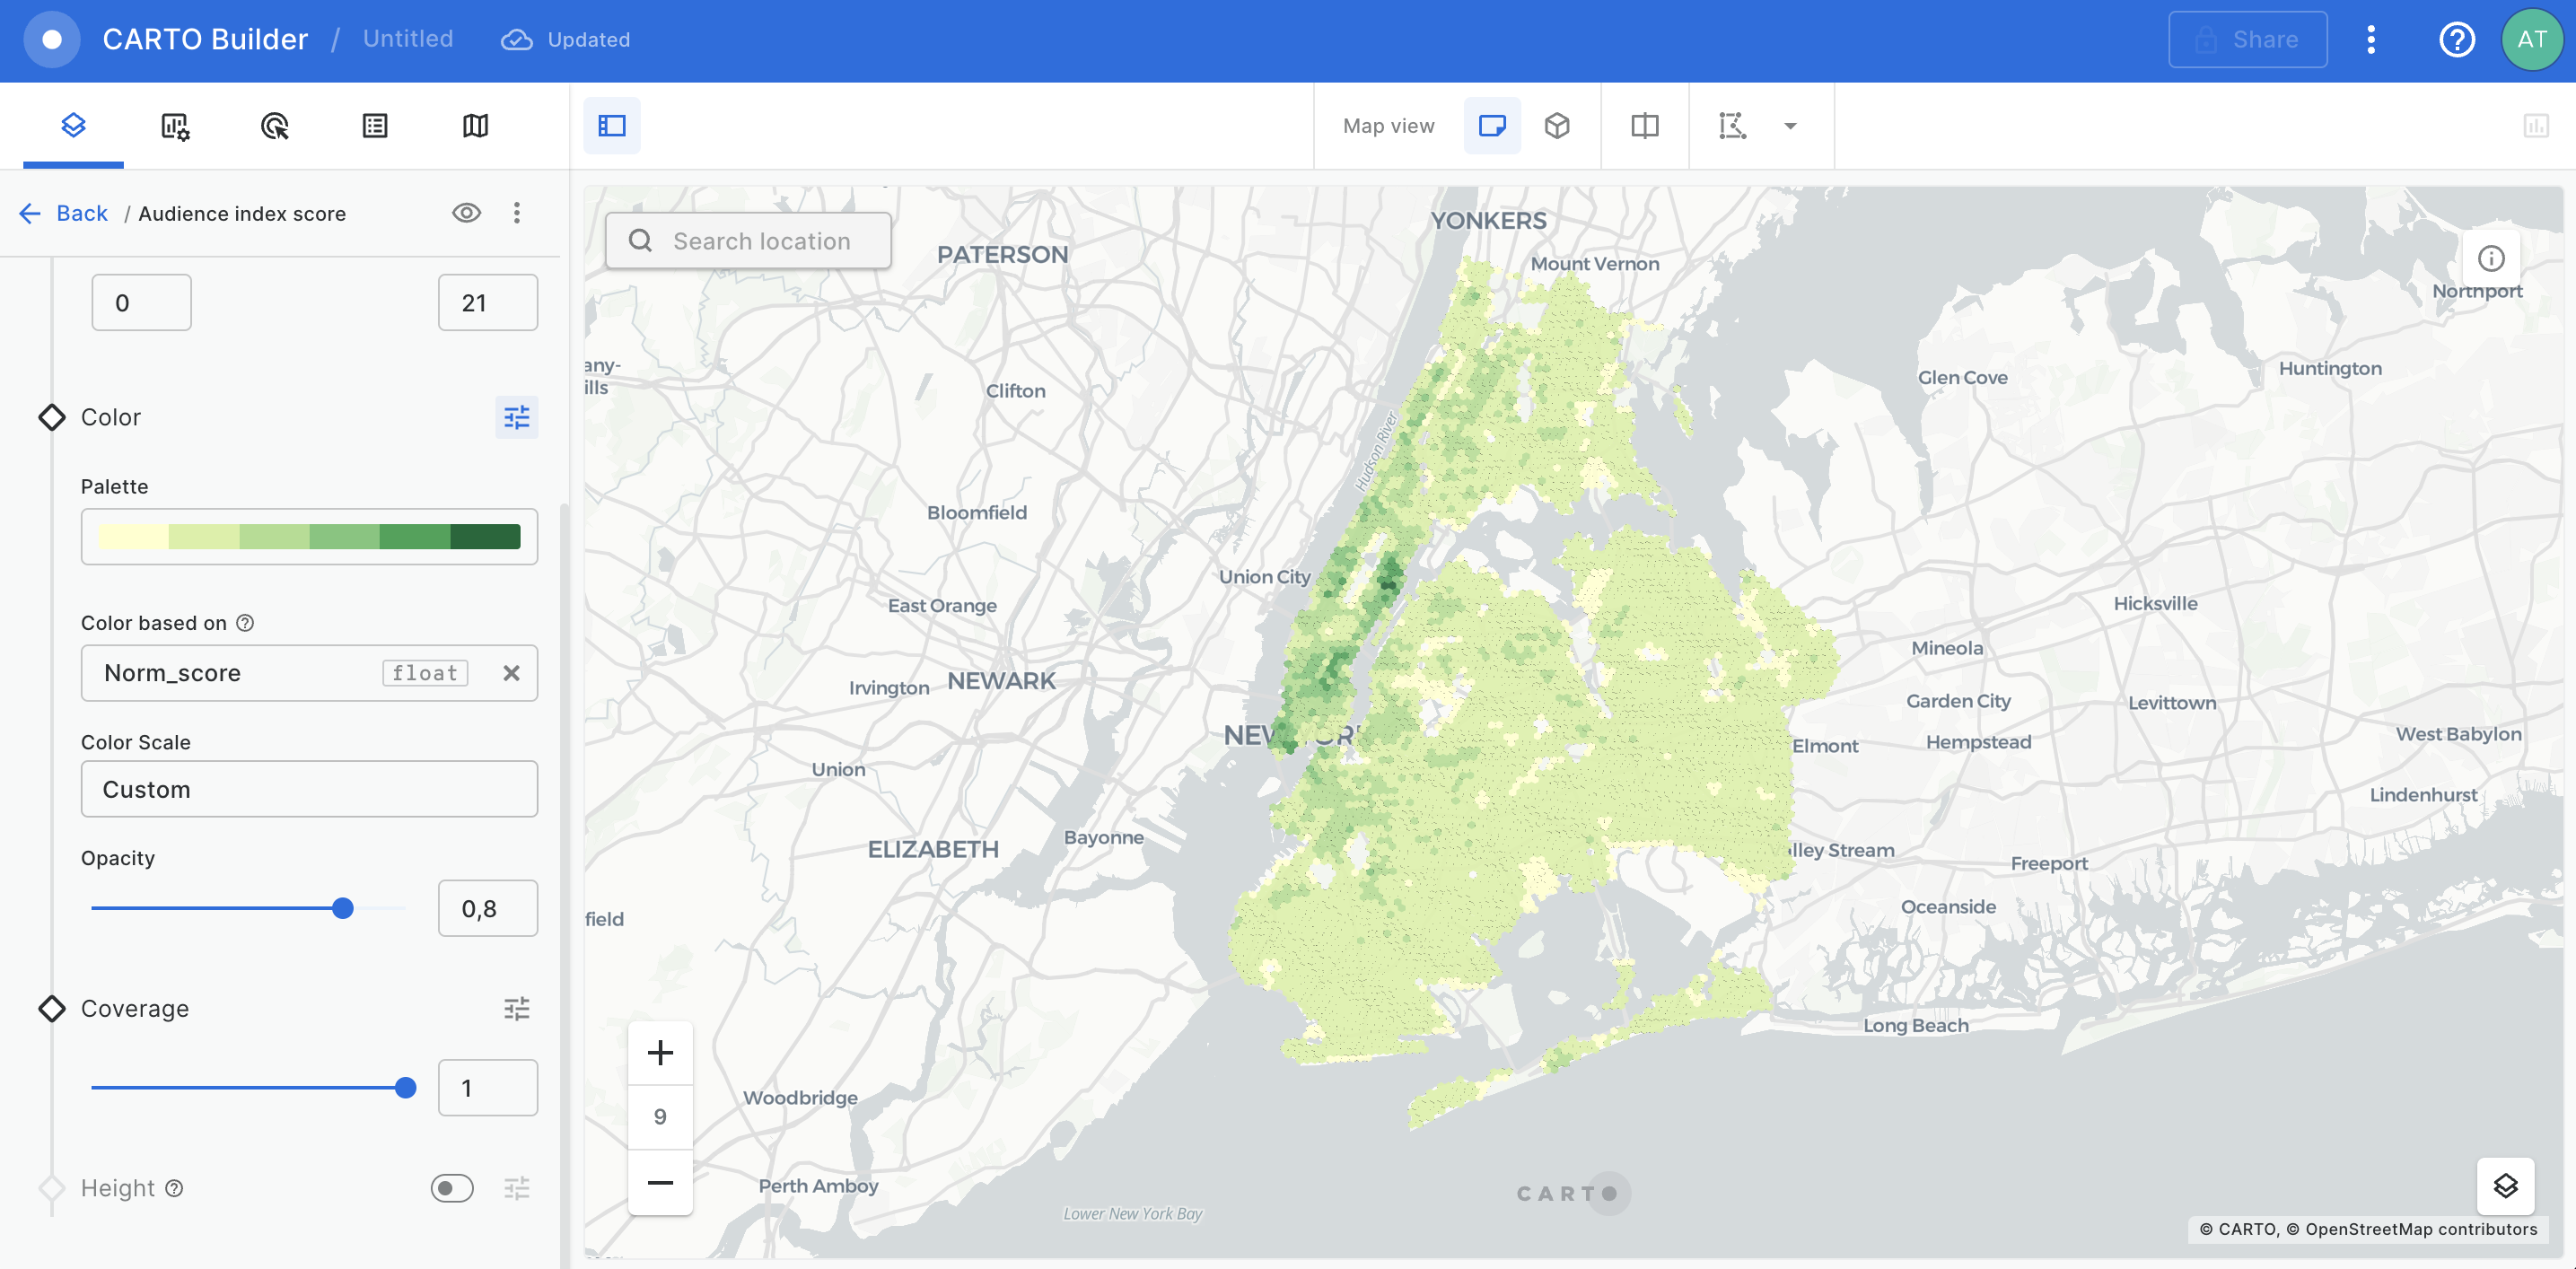 CARTO Builder / Untitled Updated Share AT
Map view
Back / Audience index score
0 21
Color
Palette
Color based on
Norm_score float
Color Scale
Custom
Opacity
0,8
Coverage
1
Height
Search location
YONKERS
PATERSON
Mount Vernon
Northport
any-
ills
Clifton
Glen Cove
Huntington
Hudson River
Bloomfield
Union City
East Orange
Hicksville
Mineola
Irvington
NEWARK
Garden City
Levittown
NEW
OR
Elmont
Hempstead
West Babylon
Union
Lindenhurst
Bayonne
ELIZABETH
lley Stream
Freeport
field
Oceanside
Long Beach
9
Woodbridge
Perth Amboy
CARTO
Lower New York Bay
© CARTO, © OpenStreetMap contributors